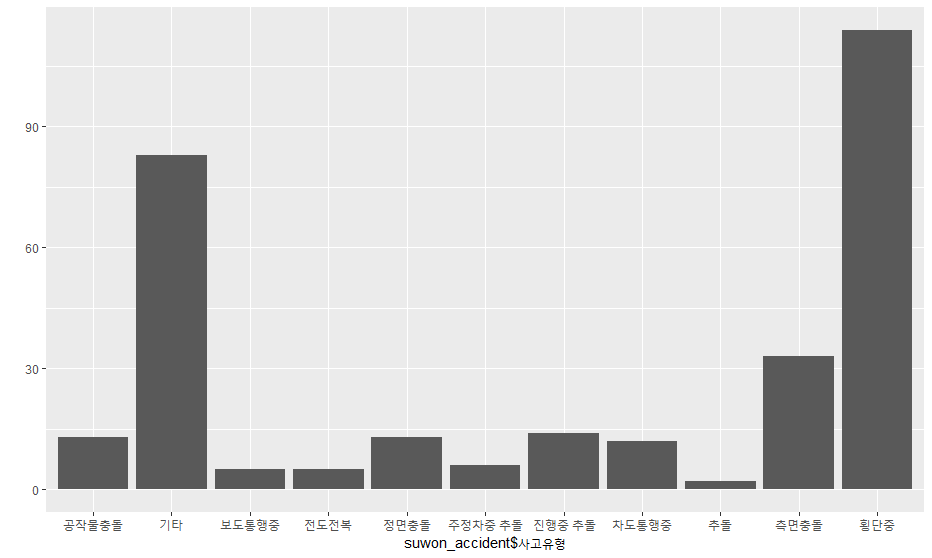 90
60
30
0
공작물충돌 기타 보도통행중 전도전복 정면충돌 주정차중 추돌 진행중 추돌 차도통행중 추돌 측면충돌 횡단중
suwon_accident$사고유형